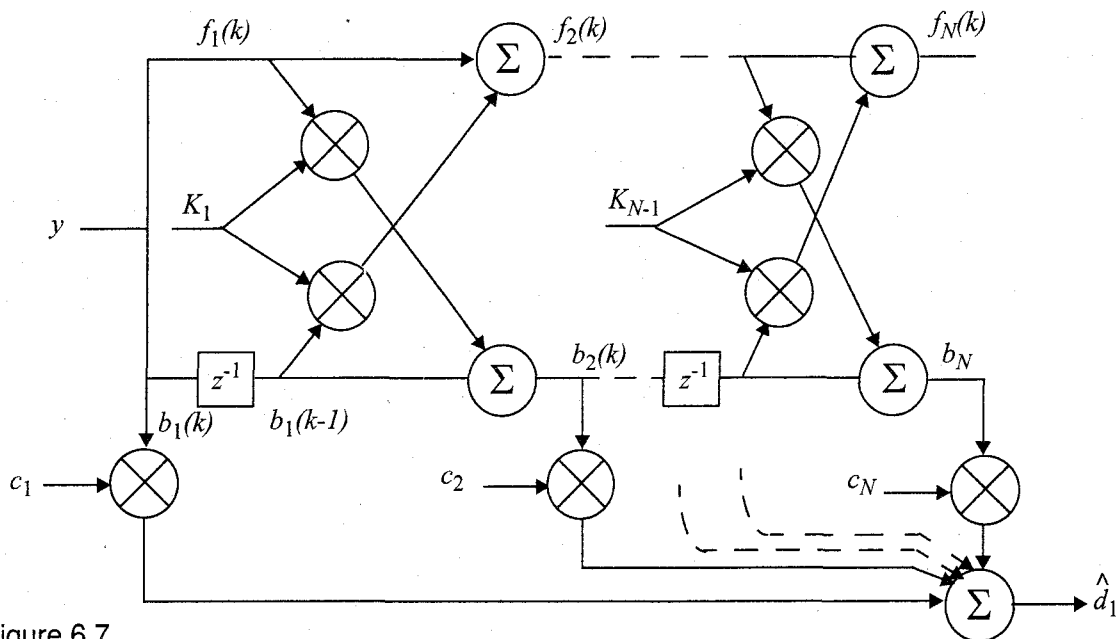 f₁(k)
f₂(k)
f_N(k)
Σ
Σ
y
K₁
K_{N-1}
z⁻¹
b₁(k)
b₁(k-1)
Σ
b₂(k)
z⁻¹
Σ
b_N
c₁
c₂
c_N
Σ
d̂₁
igure 6.7